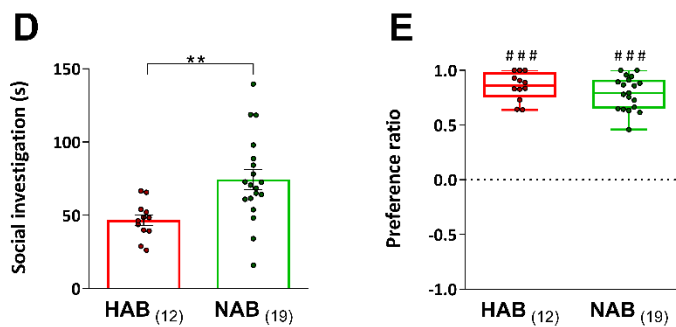 D
Social investigation (s)
150
100
50
0
**
HAB (12)
NAB (19)
E
Preference ratio
1.0
0.5
0.0
-0.5
-1.0
# # #
# # #
HAB (12)
NAB (19)